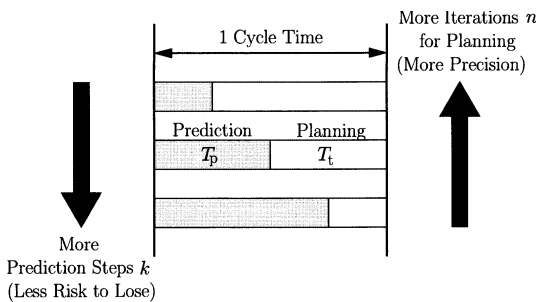 1 Cycle Time
More Iterations n
for Planning
(More Precision)
Prediction
Planning
Tp
Tt
More
Prediction Steps k
(Less Risk to Lose)